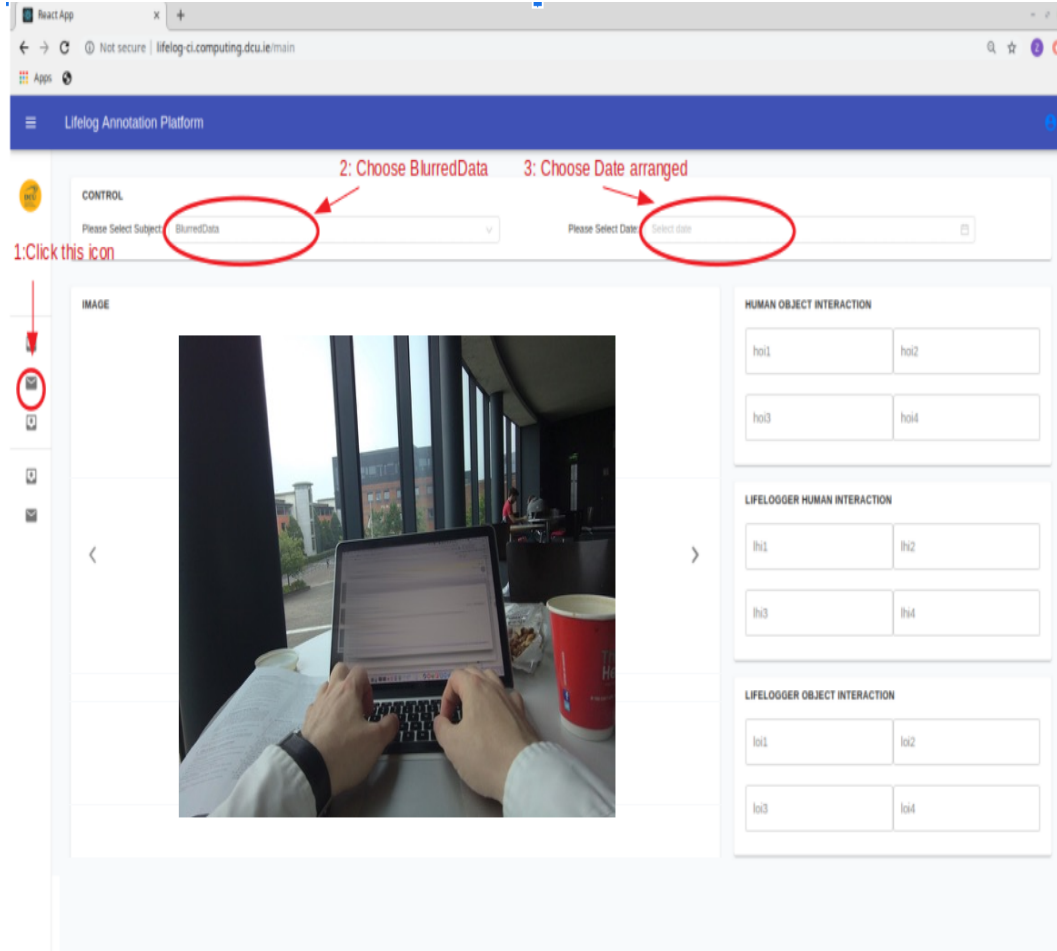 React App
Not secure | lifelog-ci.computing.dcu.ie/main
Apps
Lifelog Annotation Platform
2: Choose BlurredData
3: Choose Date arranged
DCU
CONTROL
Please Select Subject:
BlurredData
Please Select Date:
Select date
1:Click this icon
IMAGE
HUMAN OBJECT INTERACTION
hoi1
hoi2
hoi3
hoi4
LIFELOGGER HUMAN INTERACTION
lhi1
lhi2
lhi3
lhi4
LIFELOGGER OBJECT INTERACTION
loi1
loi2
loi3
loi4